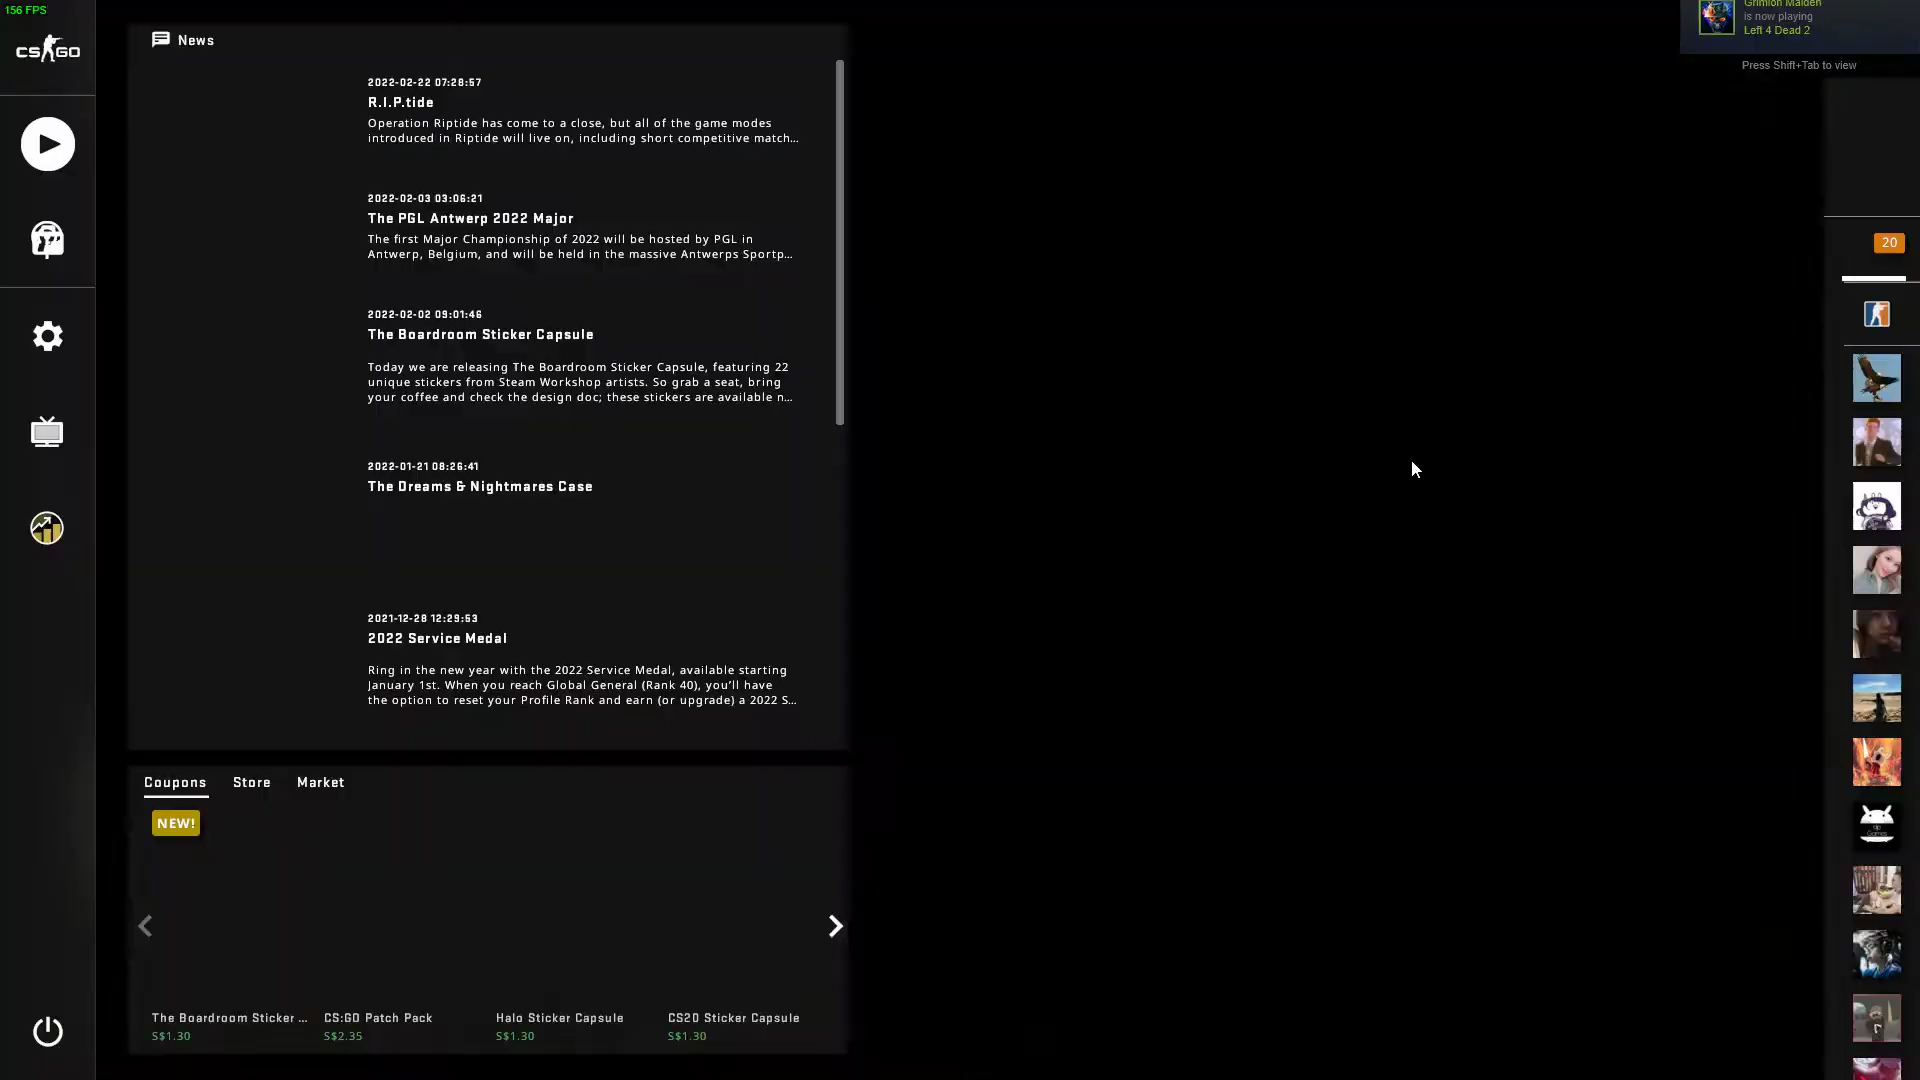 156 FPS
CS GO
News
2022-02-22 07:28:57
R.I.P.tide
Operation Riptide has come to a close, but all of the game modes
introduced in Riptide will live on, including short competitive match...
2022-02-03 03:06:21
The PGL Antwerp 2022 Major
The first Major Championship of 2022 will be hosted by PGL in
Antwerp, Belgium, and will be held in the massive Antwerps Sportp...
2022-02-02 09:01:46
The Boardroom Sticker Capsule
Today we are releasing The Boardroom Sticker Capsule, featuring 22
unique stickers from Steam Workshop artists. So grab a seat, bring
your coffee and check the design doc; these stickers are available n...
2022-01-21 08:26:41
The Dreams & Nightmares Case
2021-12-28 12:29:53
2022 Service Medal
Ring in the new year with the 2022 Service Medal, available starting
January 1st. When you reach Global General (Rank 40), you'll have
the option to reset your Profile Rank and earn (or upgrade) a 2022 S...
Coupons Store Market
NEW!
The Boardroom Sticker ... CS:GO Patch Pack Halo Sticker Capsule CS20 Sticker Capsule
S$1.30 S$2.35 S$1.30 S$1.30
Grimion Maiden
is now playing
Left 4 Dead 2
Press Shift+Tab to view
20